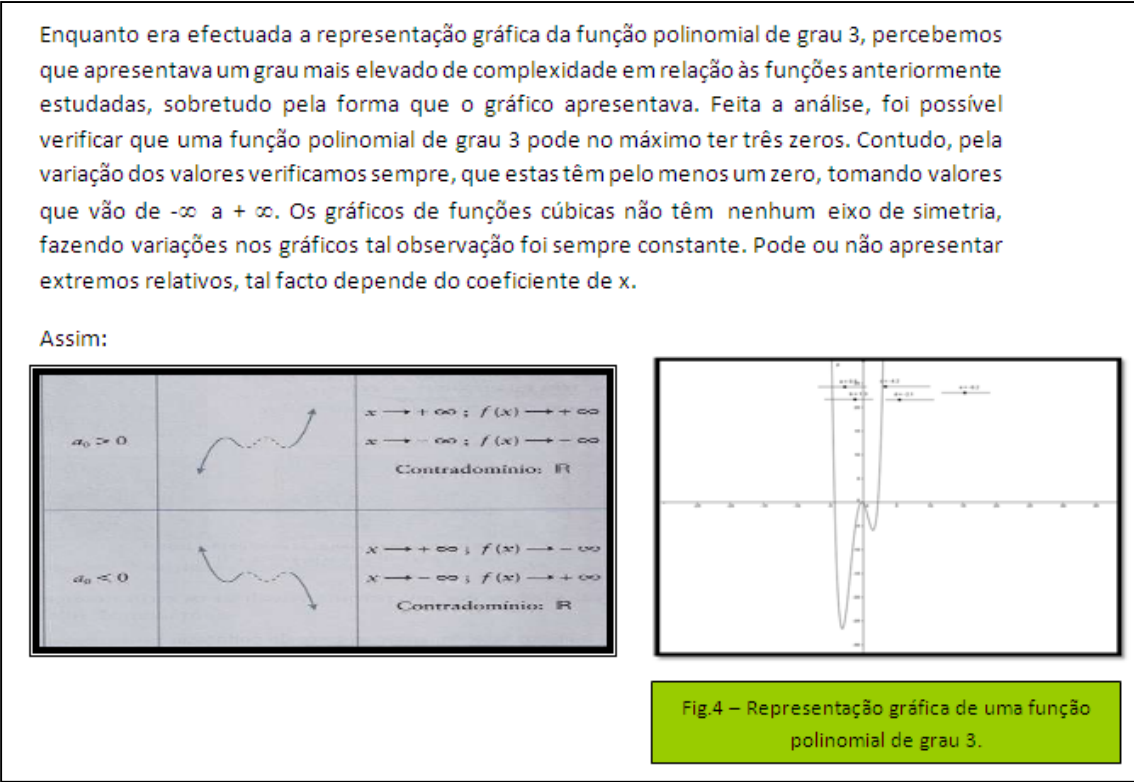 Enquanto era efectuada a representação gráfica da função polinomial de grau 3, percebemos
que apresentava um grau mais elevado de complexidade em relação às funções anteriormente
estudadas, sobretudo pela forma que o gráfico apresentava. Feita a análise, foi possível
verificar que uma função polinomial de grau 3 pode no máximo ter três zeros. Contudo, pela
variação dos valores verificamos sempre, que estas têm pelo menos um zero, tomando valores
que vão de -∞ a + ∞. Os gráficos de funções cúbicas não têm nenhum eixo de simetria,
fazendo variações nos gráficos tal observação foi sempre constante. Pode ou não apresentar
extremos relativos, tal facto depende do coeficiente de x.
Assim:
x → + ∞ ; f (x) → + ∞
a₀ > 0
x → - ∞ ; f (x) → - ∞
Contradomínio: ℝ
x → + ∞ ; f (x) → - ∞
a₀ < 0
x → - ∞ ; f (x) → + ∞
Contradomínio: ℝ
Fig.4 – Representação gráfica de uma função
polinomial de grau 3.